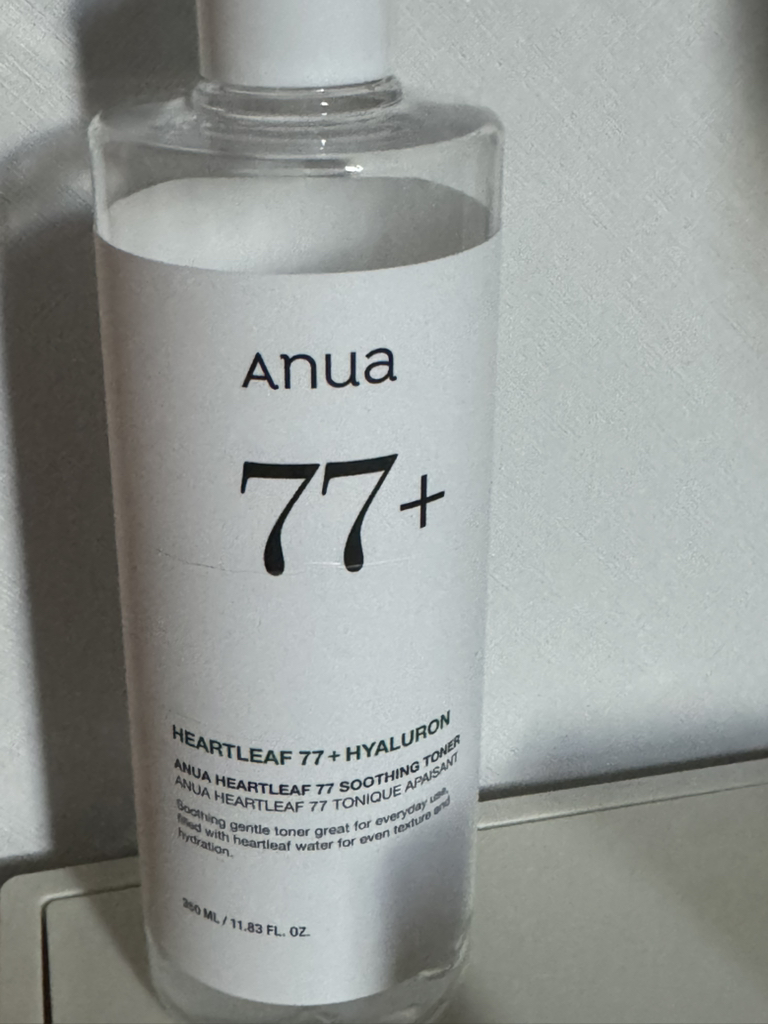 Anua
77+
HEARTLEAF 77+HYALURON
ANUA HEARTLEAF 77 SOOTHING TONER
ANUA HEARTLEAF 77 TONIQUE APAISANT
Soothing gentle toner great for everyday use,
filled with heartleaf water for even texture and
hydration.
350 ML / 11.83 FL. OZ.